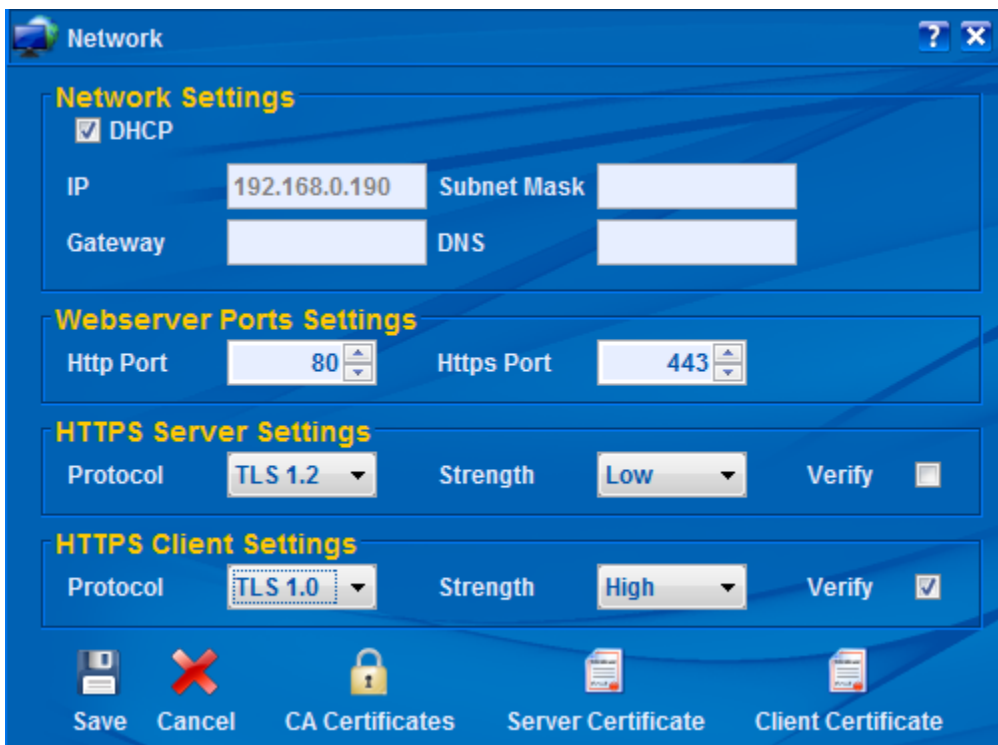 Network
Network Settings
DHCP
IP 192.168.0.190 Subnet Mask
Gateway DNS
Webserver Ports Settings
Http Port 80 Https Port 443
HTTPS Server Settings
Protocol TLS 1.2 Strength Low Verify
HTTPS Client Settings
Protocol TLS 1.0 Strength High Verify
Save Cancel CA Certificates Server Certificate Client Certificate